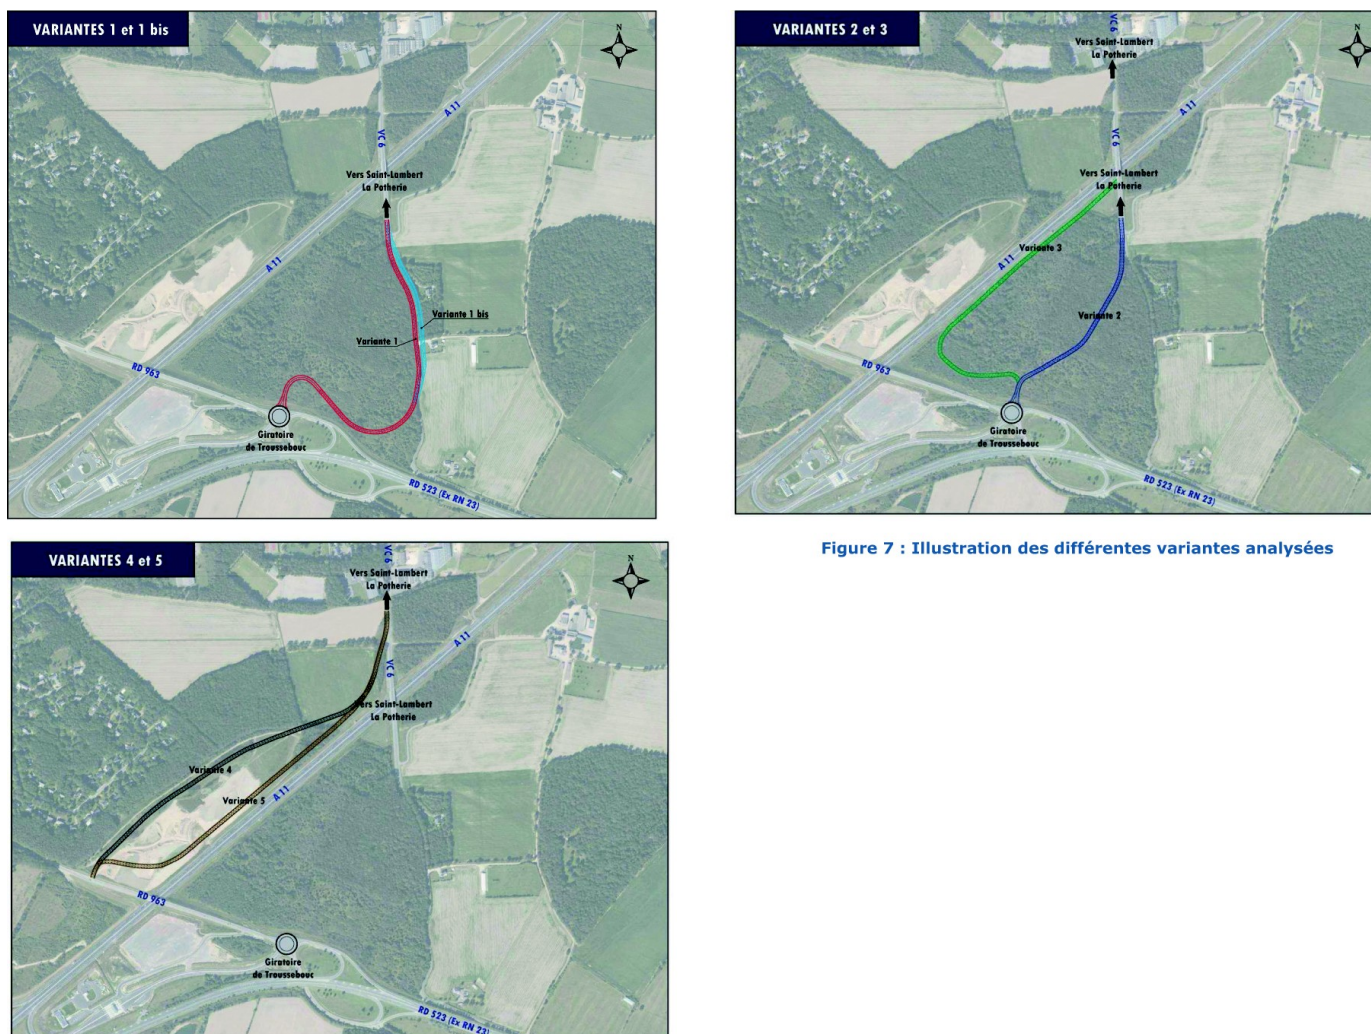 VARIANTES 1 et 1 bis
N
VC 6
A 11
Vers Saint-Lambert
La Potherie
A 11
Variante 1 bis
Variante 1
RD 963
Giratoire
de Troussebouc
RD 523 (Ex RN 23)
VARIANTES 2 et 3
VC 6
N
Vers Saint-Lambert
La Potherie
A 11
VC 6
Vers Saint-Lambert
La Potherie
Variante 3
A 11
Variante 2
RD 963
Giratoire
de Troussebouc
RD 523 (Ex RN 23)
Figure 7 : Illustration des différentes variantes analysées
VARIANTES 4 et 5
VC 6
N
Vers Saint-Lambert
La Potherie
A 11
VC 6
Vers Saint-Lambert
La Potherie
Variante 4
Variante 5
A 11
RD 963
Giratoire
de Troussebouc
RD 523 (Ex RN 23)